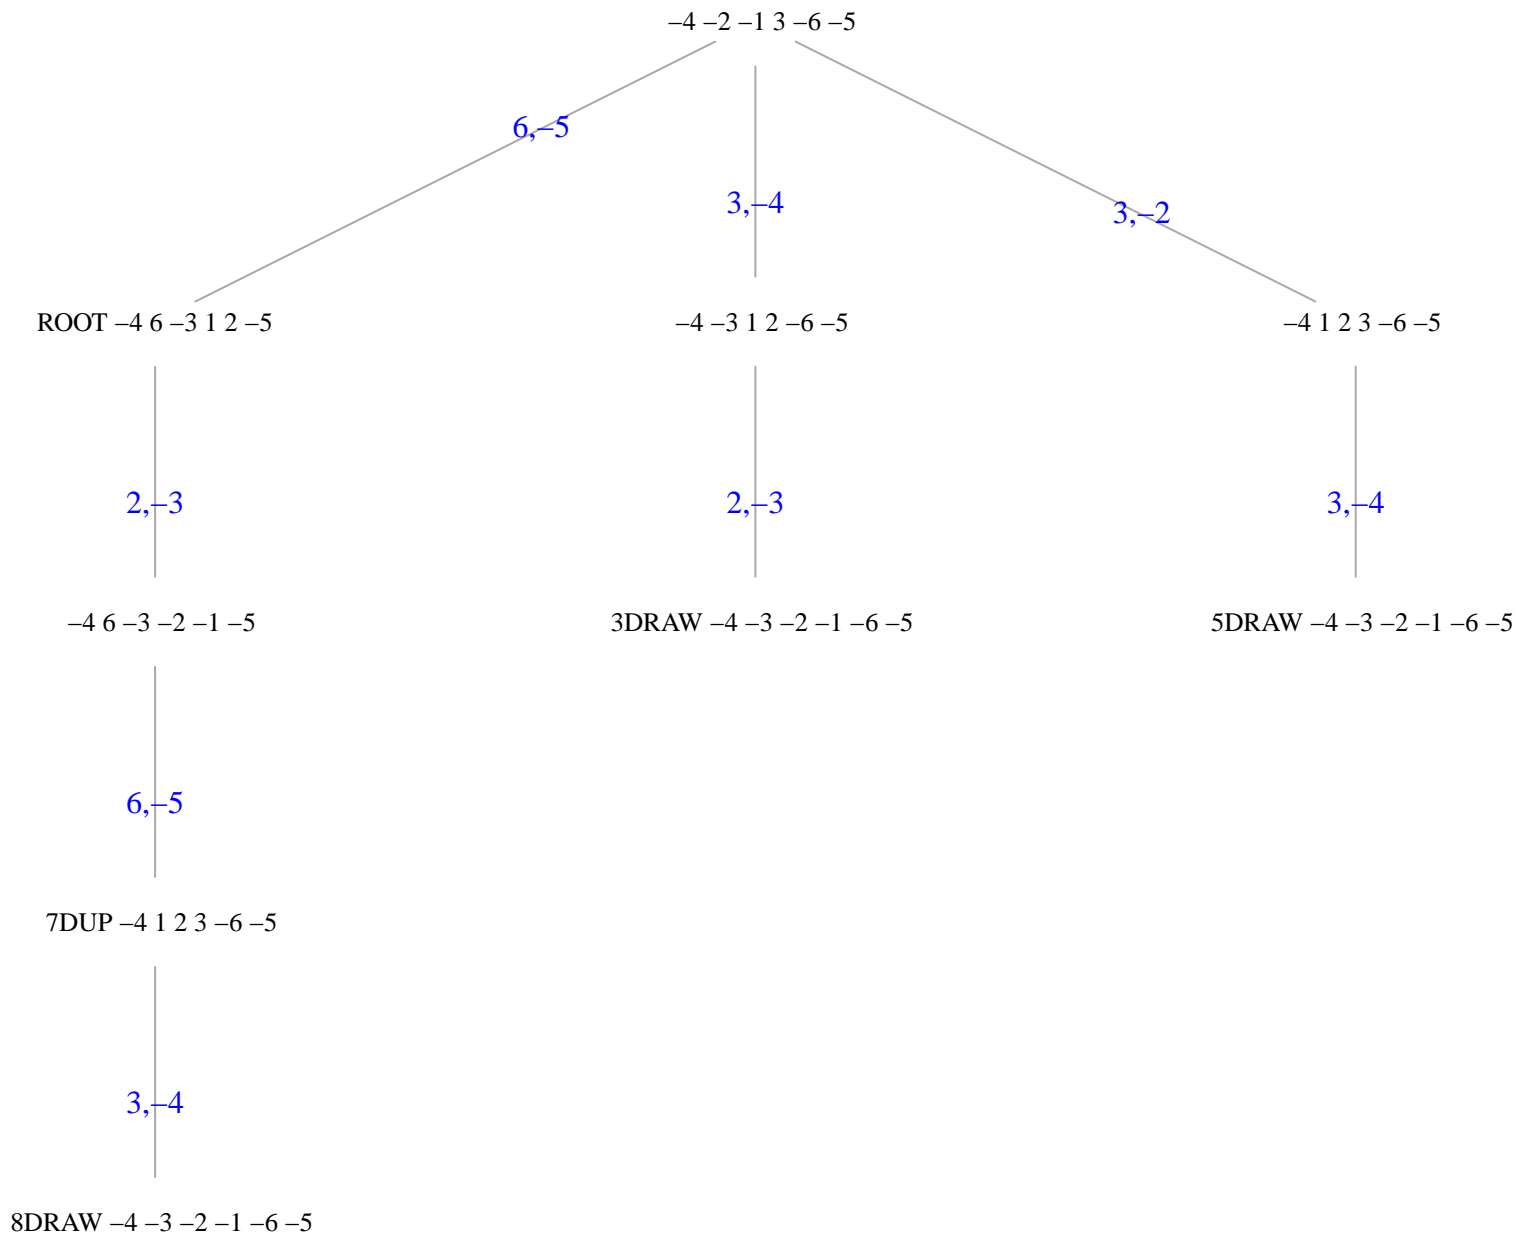 –4 –2 –1 3 –6 –5
6,–5
3,–4
3,–2
ROOT –4 6 –3 1 2 –5
–4 –3 1 2 –6 –5
–4 1 2 3 –6 –5
2,–3
2,–3
3,–4
–4 6 –3 –2 –1 –5
3DRAW –4 –3 –2 –1 –6 –5
5DRAW –4 –3 –2 –1 –6 –5
6,–5
7DUP –4 1 2 3 –6 –5
3,–4
8DRAW –4 –3 –2 –1 –6 –5